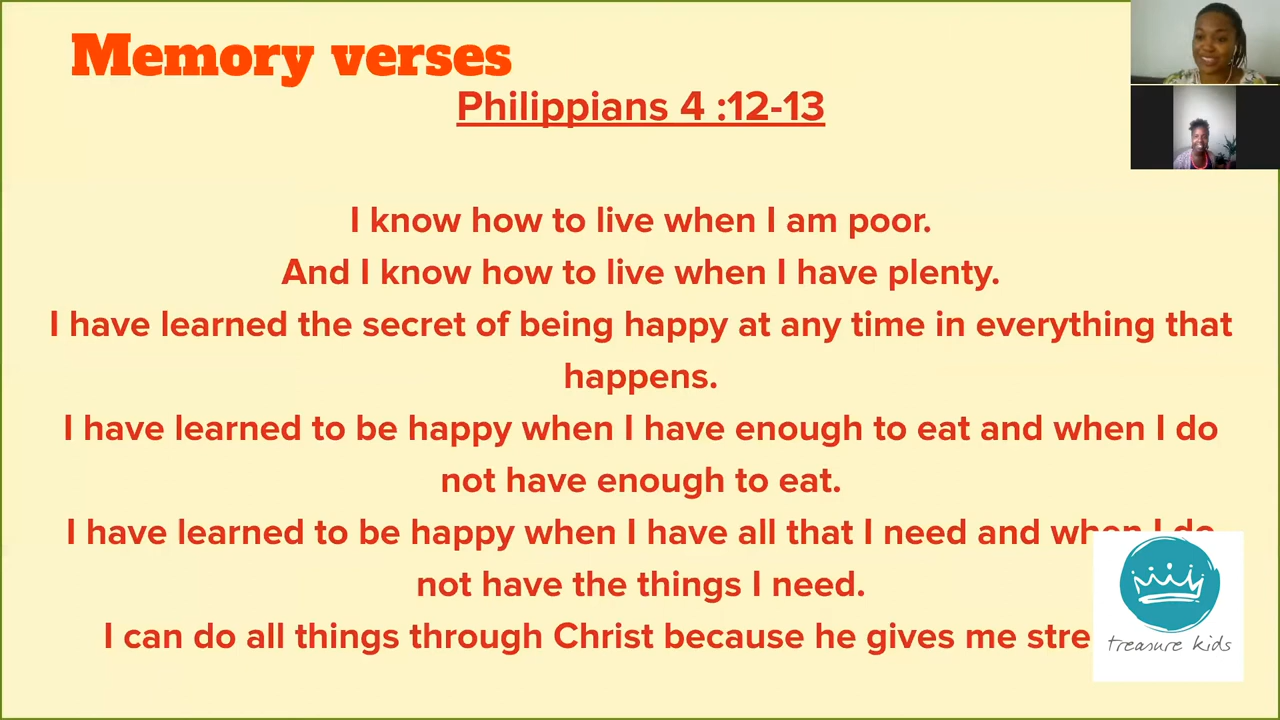 Memory verses
Philippians 4 :12-13
I know how to live when I am poor.
And I know how to live when I have plenty.
I have learned the secret of being happy at any time in everything that
happens.
I have learned to be happy when I have enough to eat and when I do
not have enough to eat.
I have learned to be happy when I have all that I need and when I do
not have the things I need.
I can do all things through Christ because he gives me stre
treasure kids